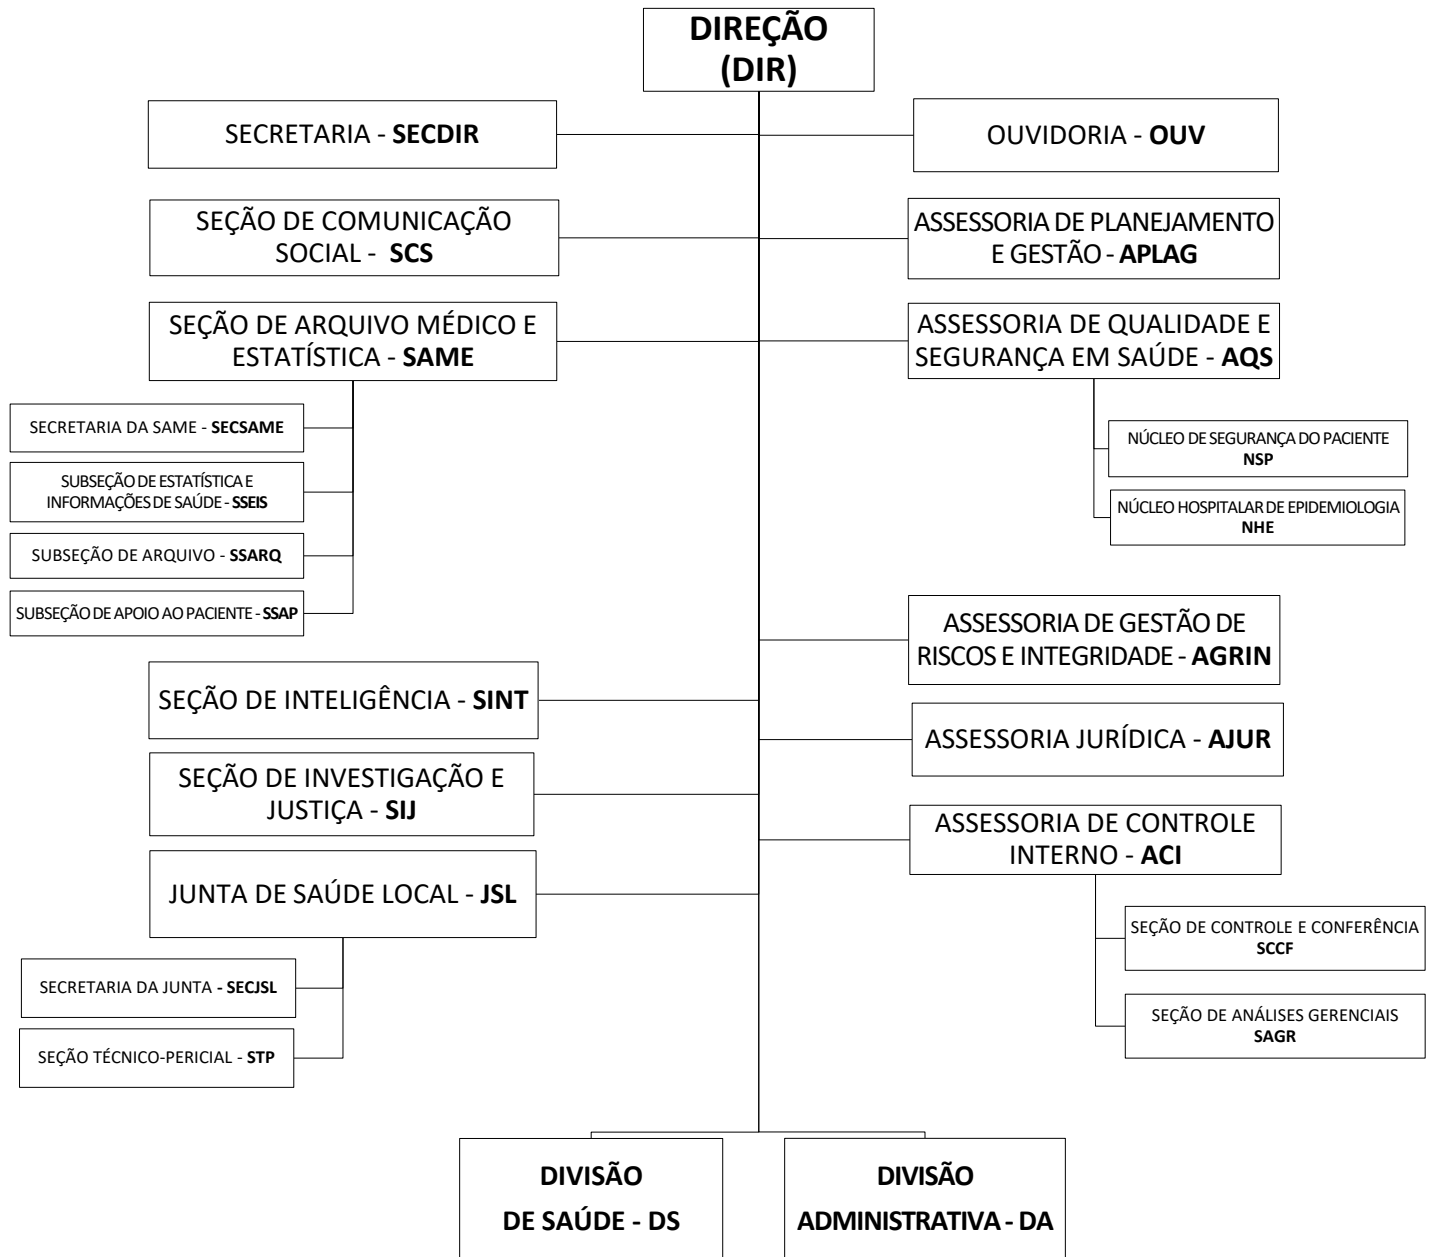 DIREÇÃO
(DIR)
SECRETARIA - SECDIR
OUVIDORIA - OUV
SEÇÃO DE COMUNICAÇÃO
SOCIAL - SCS
ASSESSORIA DE PLANEJAMENTO
E GESTÃO - APLAG
SEÇÃO DE ARQUIVO MÉDICO E
ESTATÍSTICA - SAME
ASSESSORIA DE QUALIDADE E
SEGURANÇA EM SAÚDE - AQS
SECRETARIA DA SAME - SECSAME
SUBSEÇÃO DE ESTATÍSTICA E
INFORMAÇÕES DE SAÚDE - SSEIS
SUBSEÇÃO DE ARQUIVO - SSARQ
SUBSEÇÃO DE APOIO AO PACIENTE - SSAP
NÚCLEO DE SEGURANÇA DO PACIENTE
NSP
NÚCLEO HOSPITALAR DE EPIDEMIOLOGIA
NHE
ASSESSORIA DE GESTÃO DE
RISCOS E INTEGRIDADE - AGRIN
SEÇÃO DE INTELIGÊNCIA - SINT
ASSESSORIA JURÍDICA - AJUR
SEÇÃO DE INVESTIGAÇÃO E
JUSTIÇA - SIJ
ASSESSORIA DE CONTROLE
INTERNO - ACI
JUNTA DE SAÚDE LOCAL - JSL
SECRETARIA DA JUNTA - SECJSL
SEÇÃO TÉCNICO-PERICIAL - STP
SEÇÃO DE CONTROLE E CONFERÊNCIA
SCCF
SEÇÃO DE ANÁLISES GERENCIAIS
SAGR
DIVISÃO
DE SAÚDE - DS
DIVISÃO
ADMINISTRATIVA - DA